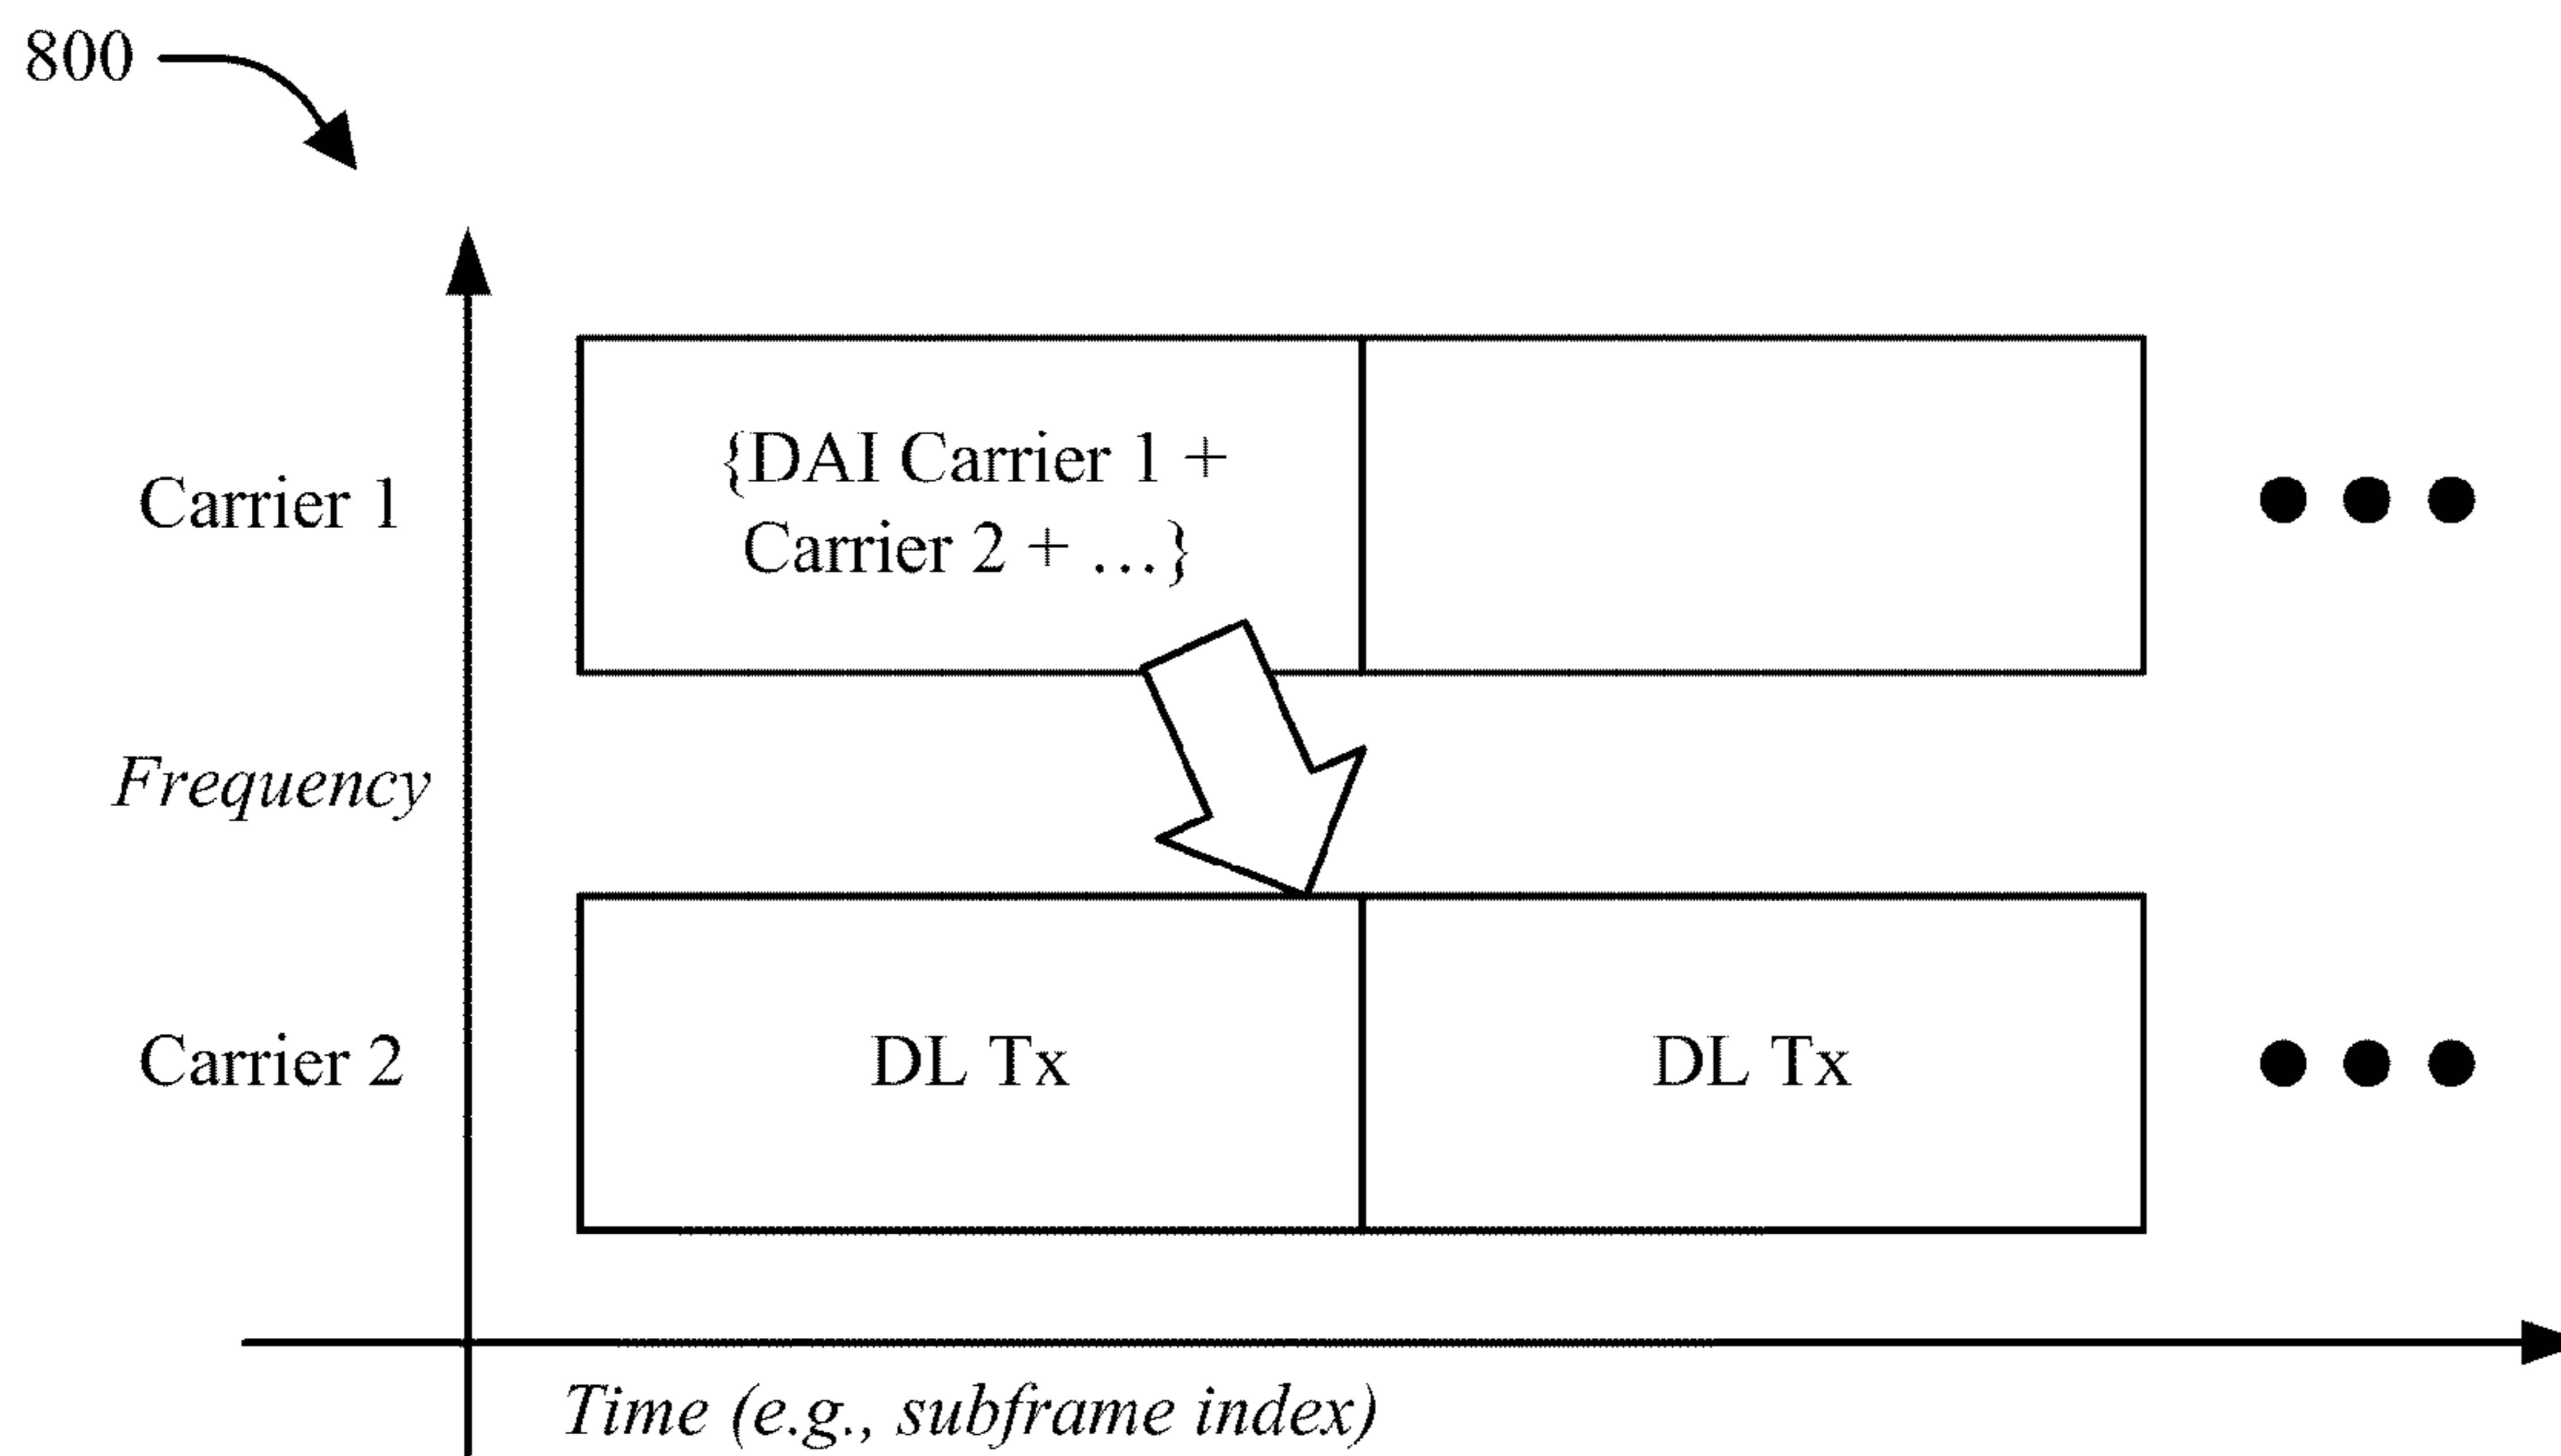 800
Carrier 1
{DAI Carrier 1 +
Carrier 2 + ...}
Frequency
Carrier 2
DL Tx
DL Tx
Time (e.g., subframe index)